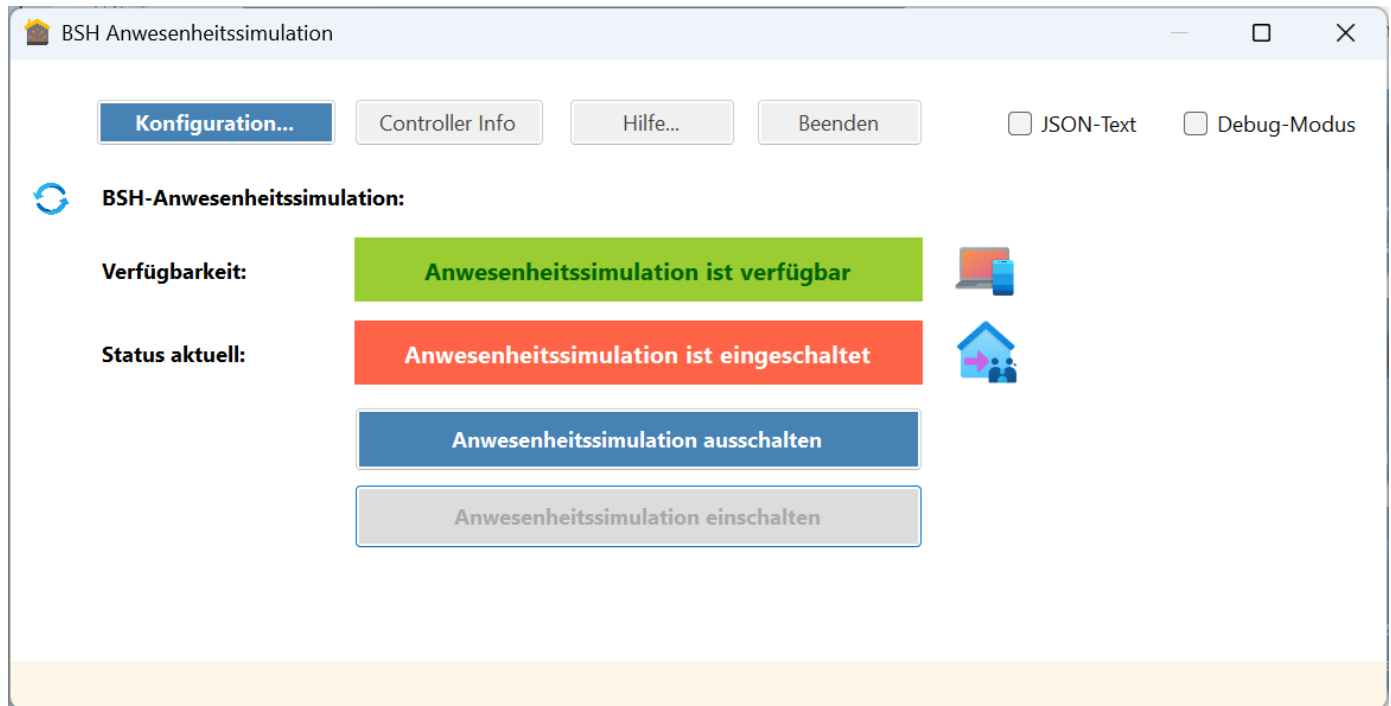 BSH Anwesenheitssimulation
Konfiguration... Controller Info Hilfe... Beenden JSON-Text Debug-Modus
BSH-Anwesenheitssimulation:
Verfügbarkeit: Anwesenheitssimulation ist verfügbar
Status aktuell: Anwesenheitssimulation ist eingeschaltet
Anwesenheitssimulation ausschalten
Anwesenheitssimulation einschalten